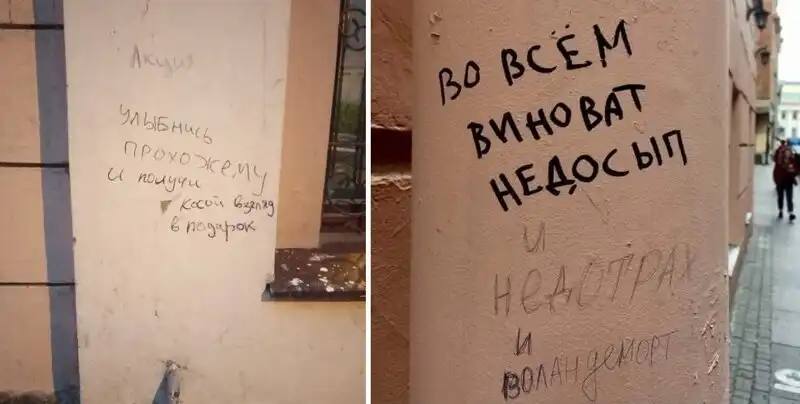 Акция
улыбнись
прохожему
и получи
косой взгляд
в подарок
ВО ВСЁМ
ВИНОВАТ
НЕДОСЫП
И
НЕДОТРАХ
И
ВОЛАНДЕМОРТ